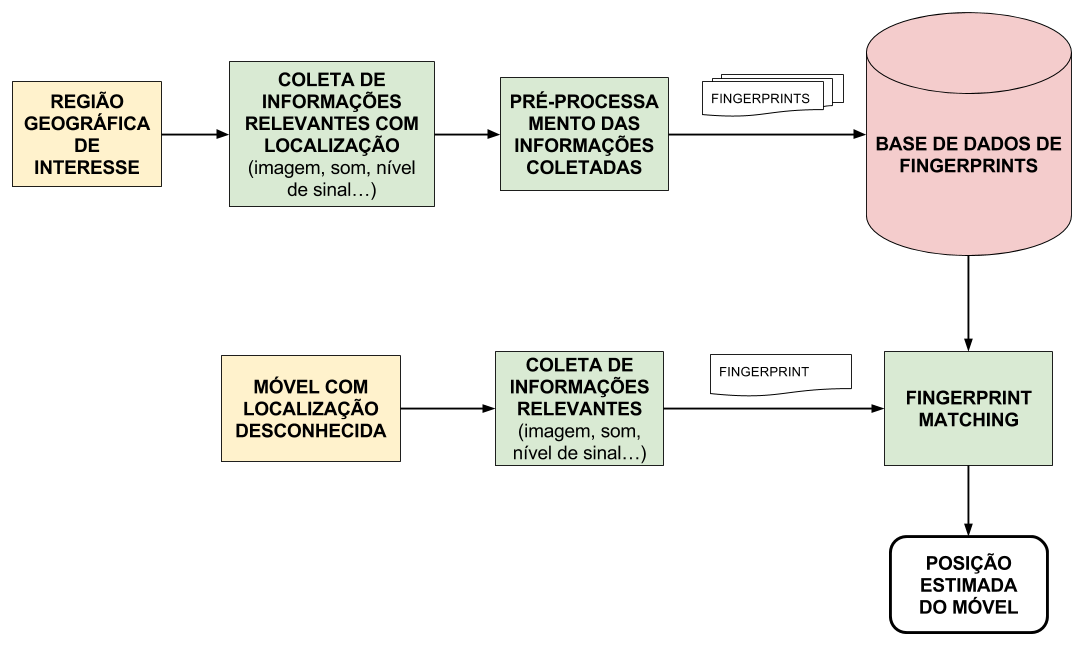 REGIÃO
GEOGRÁFICA
DE
INTERESSE
COLETA DE
INFORMAÇÕES
RELEVANTES COM
LOCALIZAÇÃO
(imagem, som, nível
de sinal…)
PRÉ-PROCESSA
MENTO DAS
INFORMAÇÕES
COLETADAS
FINGERPRINTS
BASE DE DADOS DE
FINGERPRINTS
MÓVEL COM
LOCALIZAÇÃO
DESCONHECIDA
COLETA DE
INFORMAÇÕES
RELEVANTES
(imagem, som,
nível de sinal…)
FINGERPRINT
FINGERPRINT
MATCHING
POSIÇÃO
ESTIMADA
DO MÓVEL